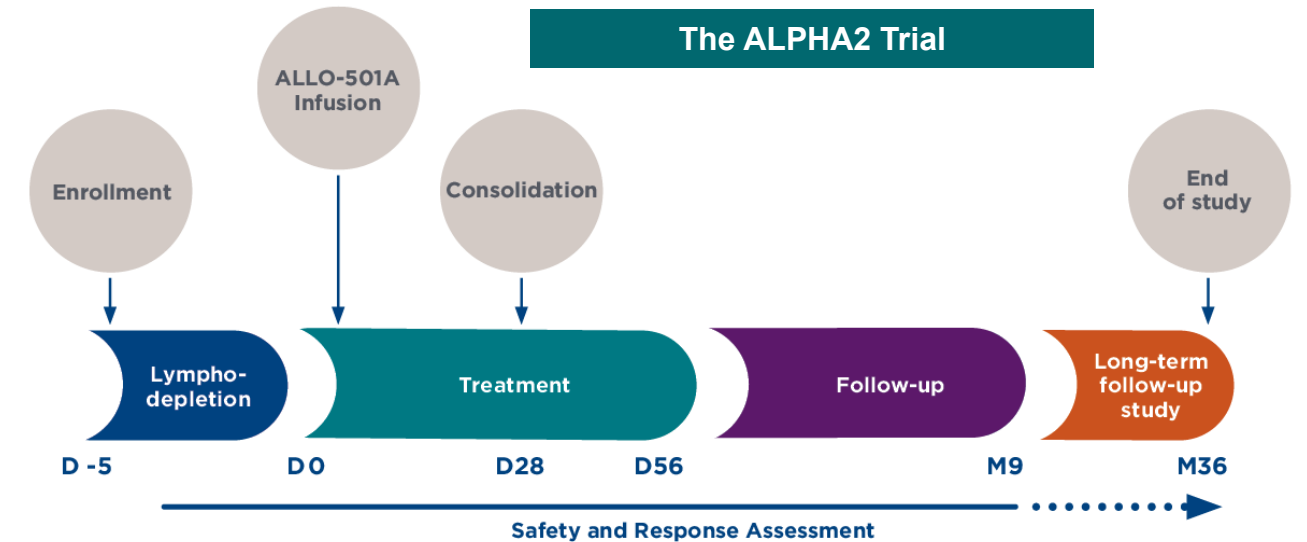 The ALPHA2 Trial
ALLO-501A
Infusion
Enrollment
Consolidation
End
of study
Lympho-
depletion
Treatment
Follow-up
Long-term
follow-up
study
D -5
D 0
D28
D56
M9
M36
Safety and Response Assessment